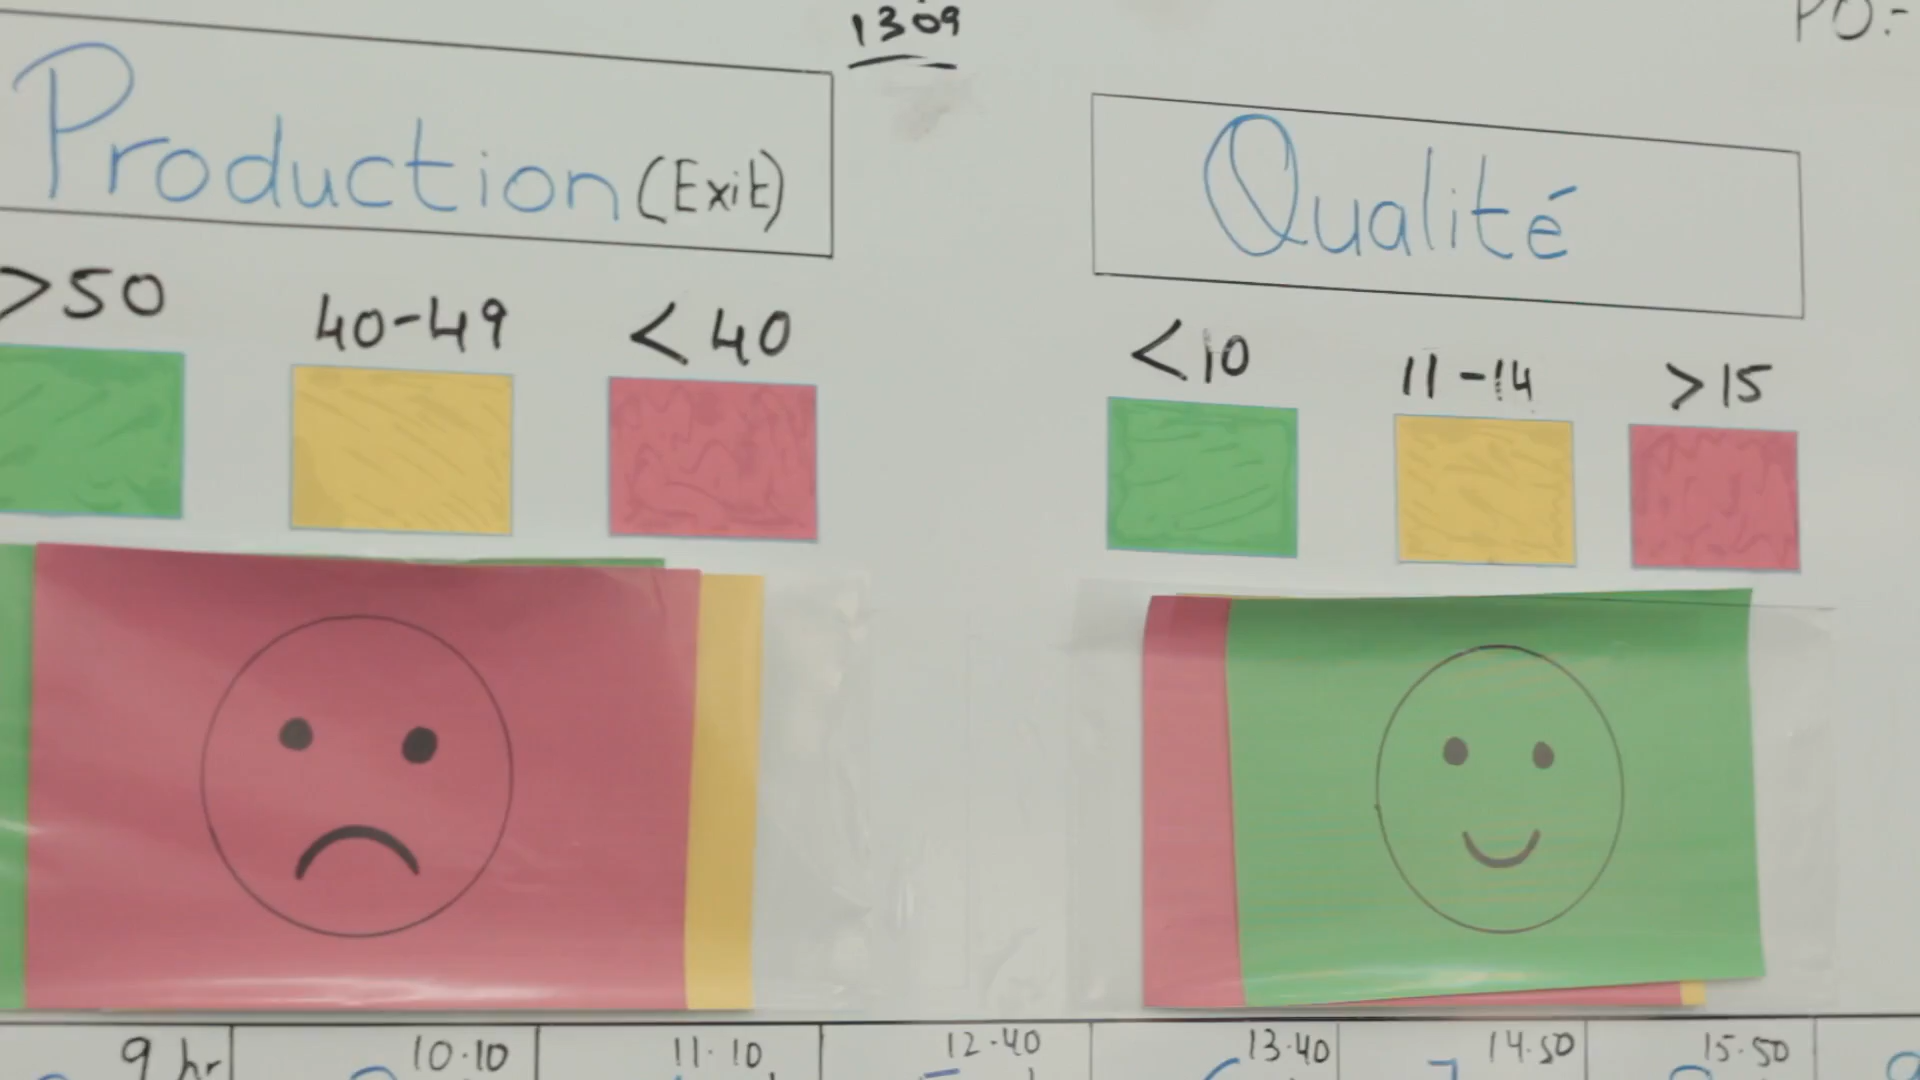 1309
PO:-
Production (Exit)
Qualité
>50 40-49 <40
<10 11-14 >15
9 hr 10.10 11.10 12.40 13.40 14.50 15.50